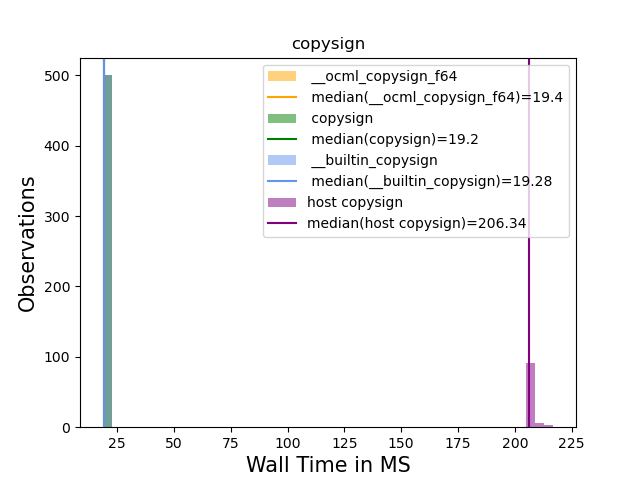 copysign
500
400
300
200
100
0
Observations
__ocml_copysign_f64
median(__ocml_copysign_f64)=19.4
copysign
median(copysign)=19.2
__builtin_copysign
median(__builtin_copysign)=19.28
host copysign
median(host copysign)=206.34
25 50 75 100 125 150 175 200 225
Wall Time in MS